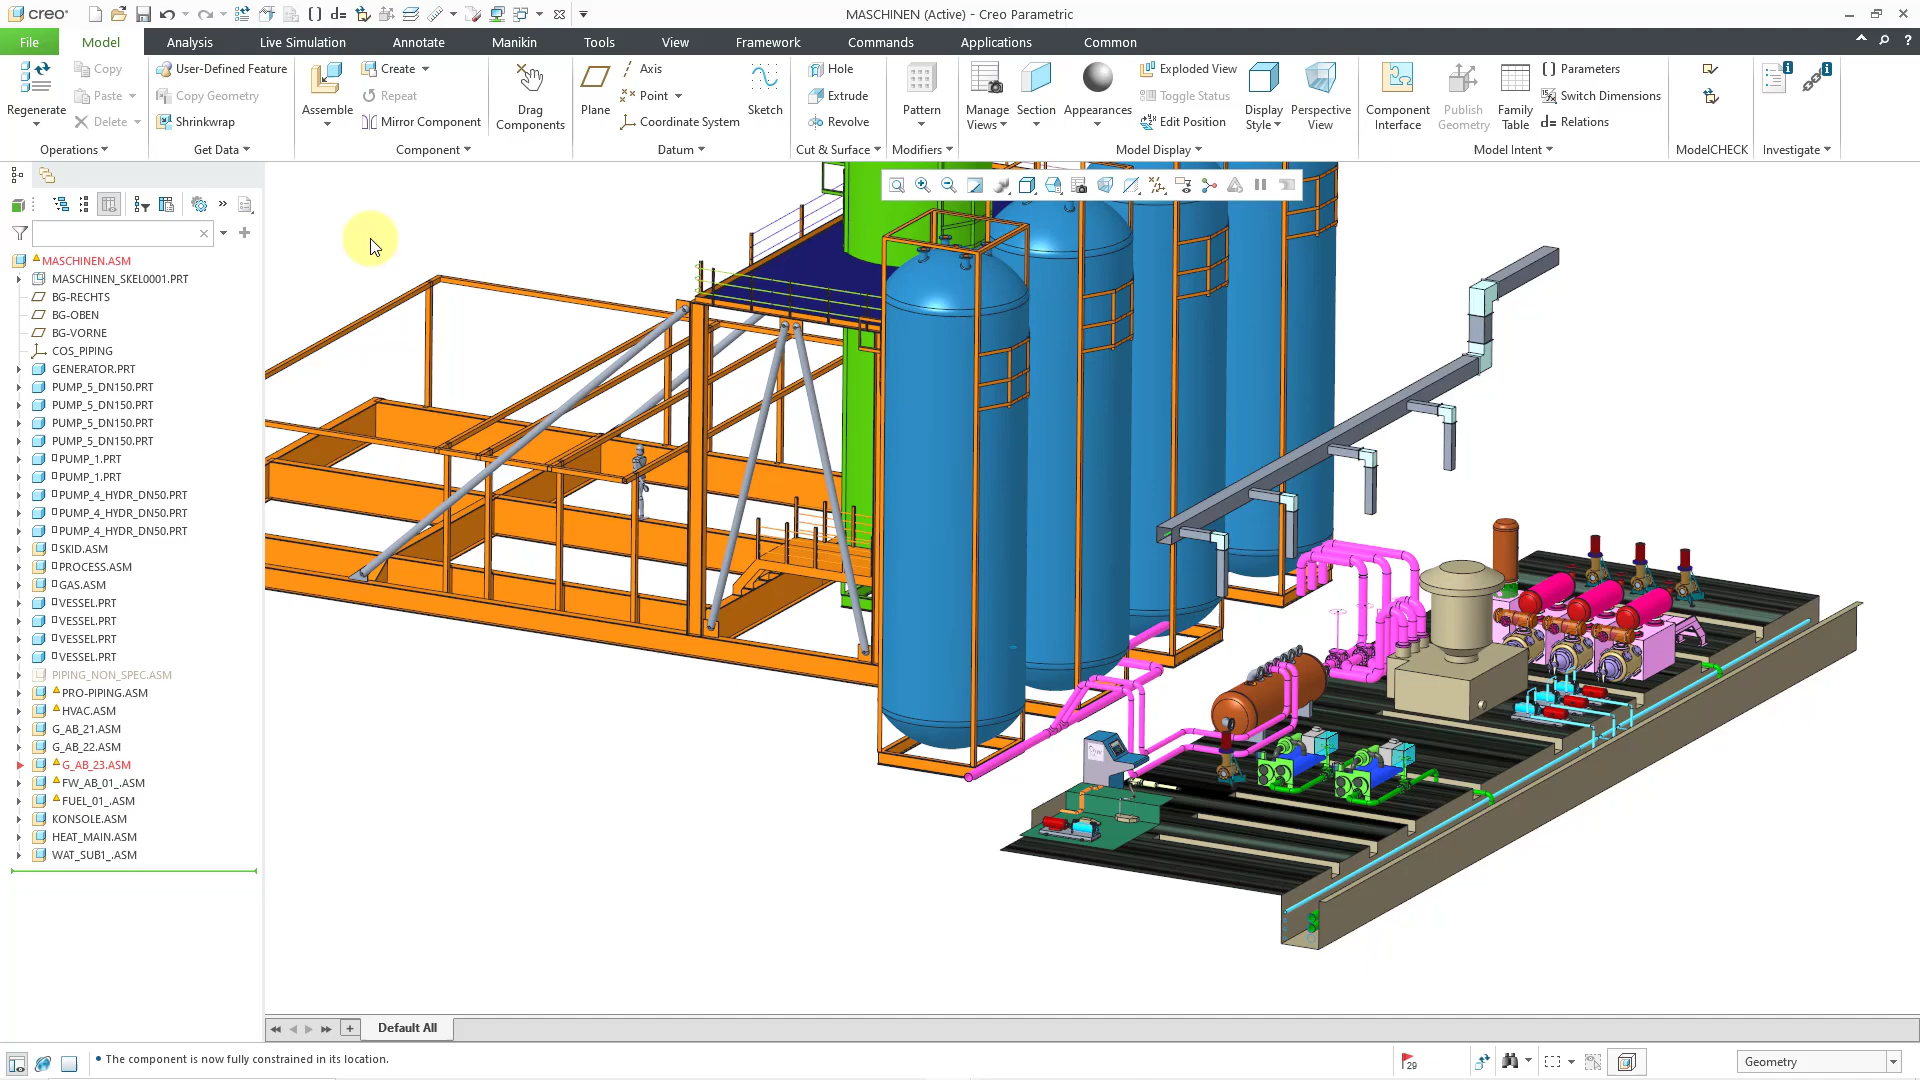 creo
MASCHINEN (Active) - Creo Parametric
File Model Analysis Live Simulation Annotate Manikin Tools View Framework Commands Applications Common
Copy User-Defined Feature Create Axis Hole Exploded View Parameters
Regenerate Paste Copy Geometry Assemble Repeat Drag Components Plane Point Sketch Extrude Pattern Manage Views Section Appearances Toggle Status Display Style Perspective View Component Interface Publish Geometry Family Table Switch Dimensions
Delete Shrinkwrap Mirror Component Coordinate System Revolve Edit Position Relations
Operations Get Data Component Datum Cut & Surface Modifiers Model Display Model Intent ModelCHECK Investigate
MASCHINEN.ASM
MASCHINEN_SKEL0001.PRT
BG-RECHTS
BG-OBEN
BG-VORNE
COS_PIPING
GENERATOR.PRT
PUMP_5_DN150.PRT
PUMP_5_DN150.PRT
PUMP_5_DN150.PRT
PUMP_5_DN150.PRT
PUMP_1.PRT
PUMP_1.PRT
PUMP_4_HYDR_DN50.PRT
PUMP_4_HYDR_DN50.PRT
PUMP_4_HYDR_DN50.PRT
SKID.ASM
PROCESS.ASM
GAS.ASM
VESSEL.PRT
VESSEL.PRT
VESSEL.PRT
VESSEL.PRT
PIPING_NON_SPEC.ASM
PRO-PIPING.ASM
HVAC.ASM
G_AB_21.ASM
G_AB_22.ASM
G_AB_23.ASM
FW_AB_01_.ASM
FUEL_01_.ASM
KONSOLE.ASM
HEAT_MAIN.ASM
WAT_SUB1_.ASM
Default All
The component is now fully constrained in its location.
29
Geometry